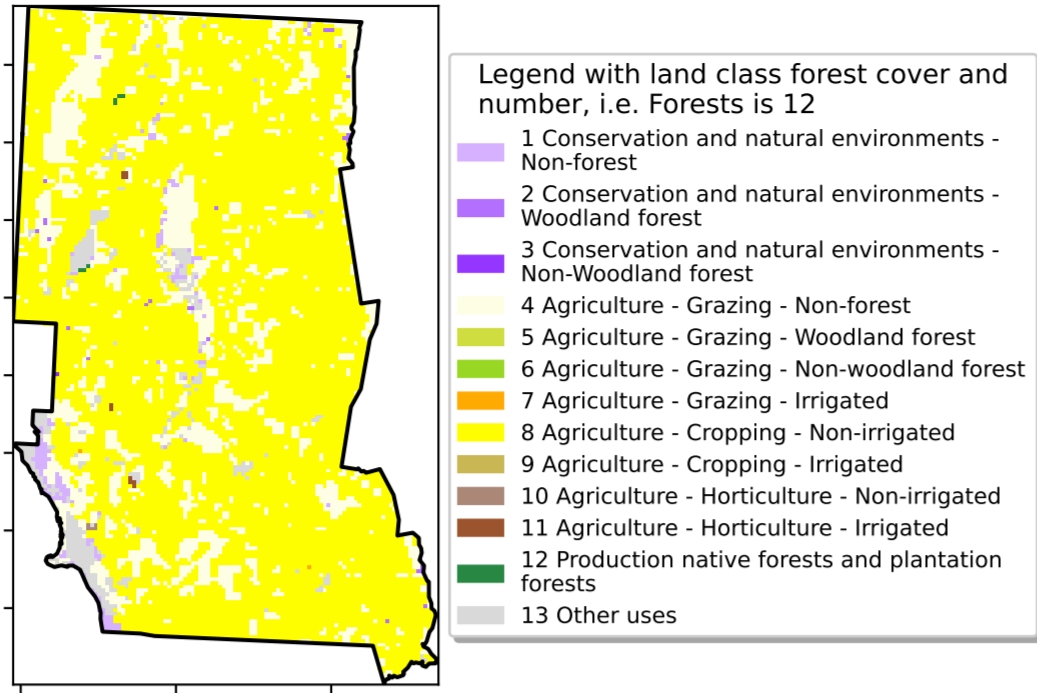 Legend with land class forest cover and
number, i.e. Forests is 12
1 Conservation and natural environments -
Non-forest
2 Conservation and natural environments -
Woodland forest
3 Conservation and natural environments -
Non-Woodland forest
4 Agriculture - Grazing - Non-forest
5 Agriculture - Grazing - Woodland forest
6 Agriculture - Grazing - Non-woodland forest
7 Agriculture - Grazing - Irrigated
8 Agriculture - Cropping - Non-irrigated
9 Agriculture - Cropping - Irrigated
10 Agriculture - Horticulture - Non-irrigated
11 Agriculture - Horticulture - Irrigated
12 Production native forests and plantation
forests
13 Other uses